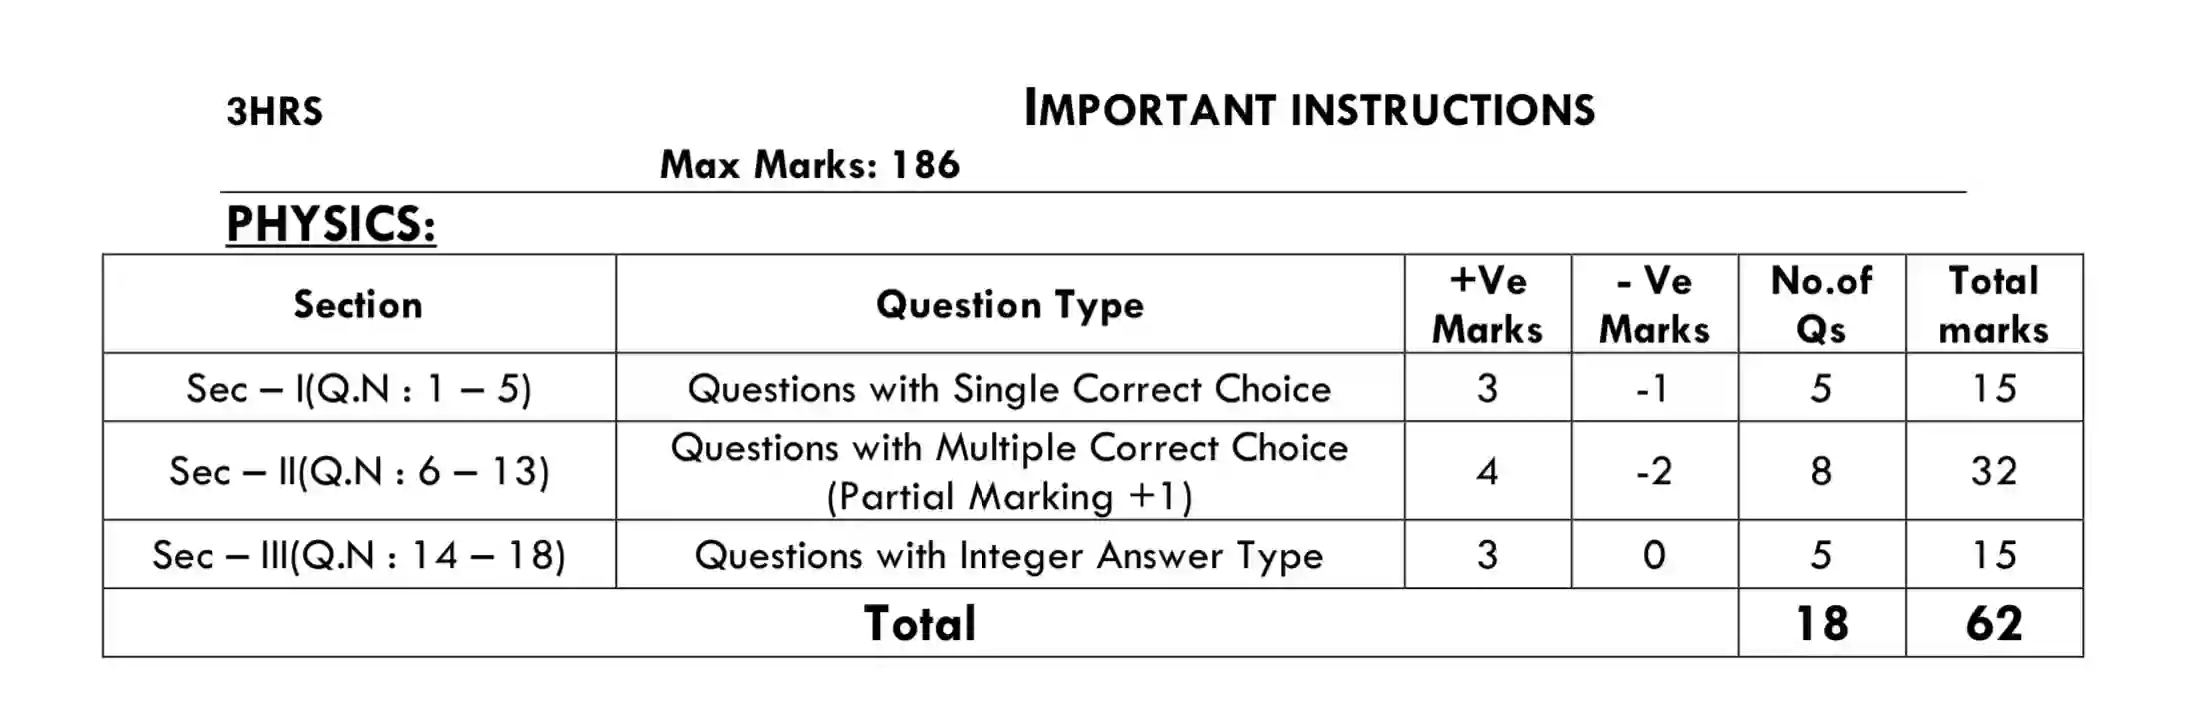 3HRS IMPORTANT INSTRUCTIONS
Max Marks: 186
PHYSICS:
Section Question Type +Ve Marks - Ve Marks No.of Qs Total marks
Sec – I(Q.N : 1 – 5) Questions with Single Correct Choice 3 -1 5 15
Sec – II(Q.N : 6 – 13) Questions with Multiple Correct Choice (Partial Marking +1) 4 -2 8 32
Sec – III(Q.N : 14 – 18) Questions with Integer Answer Type 3 0 5 15
Total 18 62